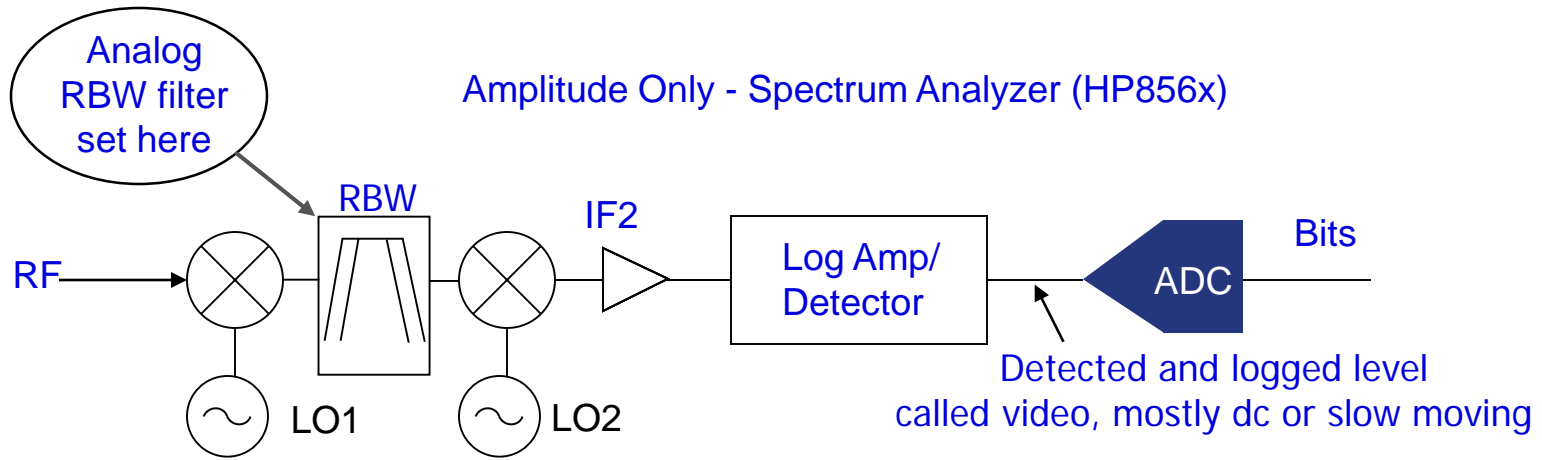 Analog
RBW filter
set here
Amplitude Only - Spectrum Analyzer (HP856x)
RBW
IF2
RF
Log Amp/
Detector
ADC
Bits
LO1
LO2
Detected and logged level
called video, mostly dc or slow moving